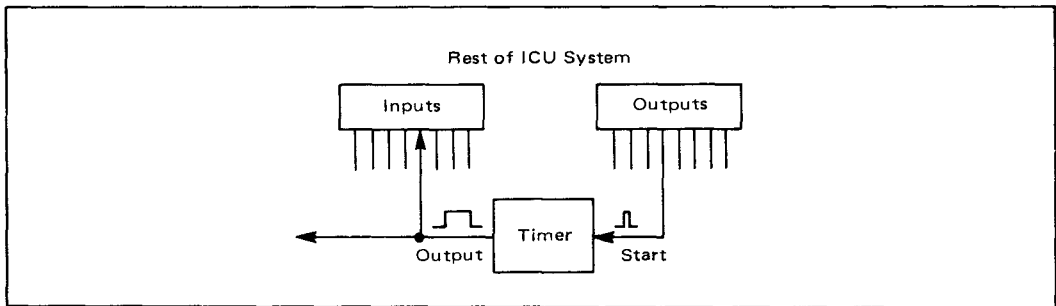 Rest of ICU System
Inputs
Outputs
Timer
Output
Start